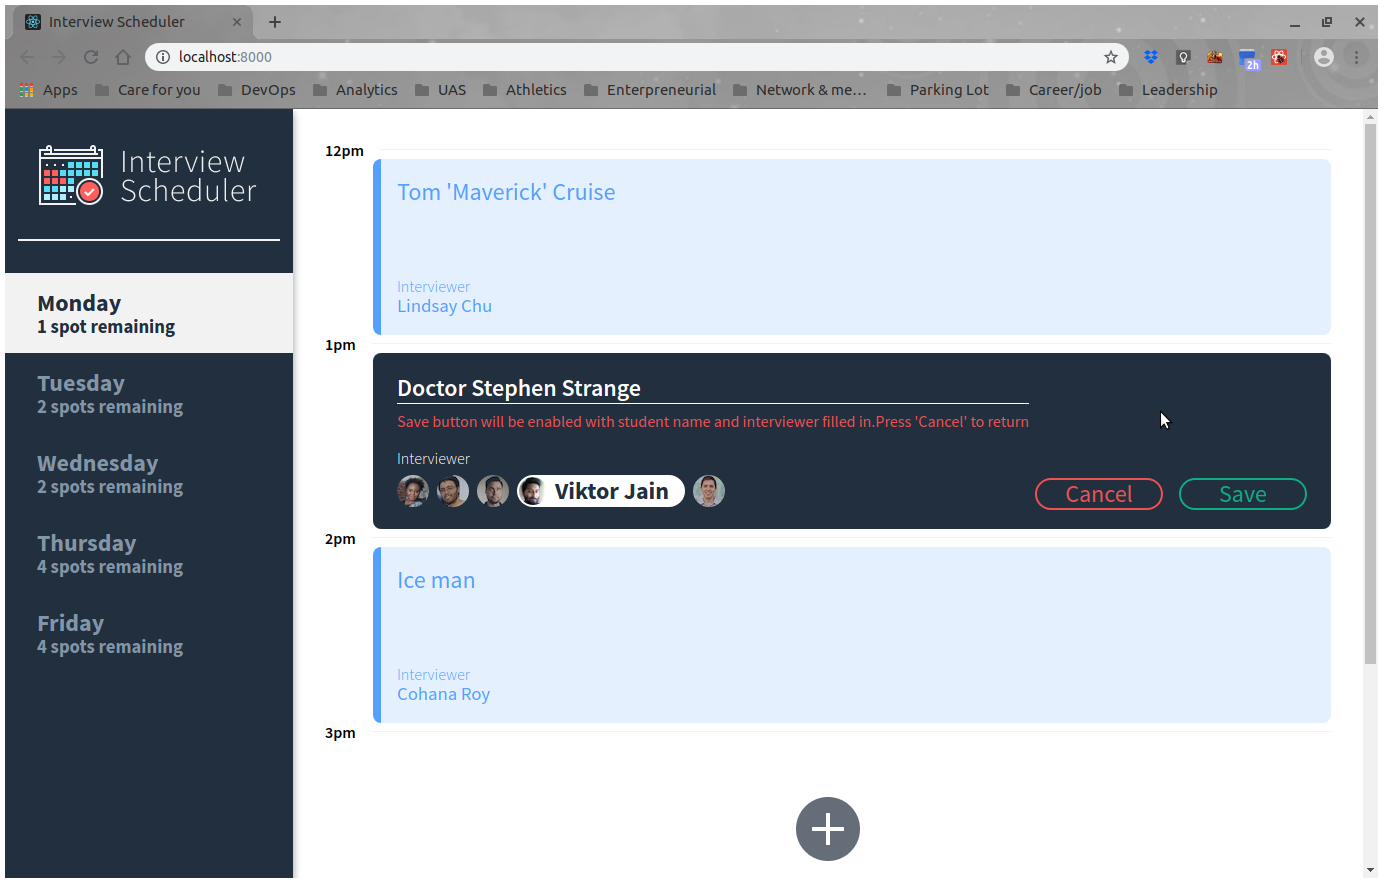 Interview Scheduler
localhost:8000
2h
Apps
Care for you
DevOps
Analytics
UAS
Athletics
Enterpreneurial
Network & me...
Parking Lot
Career/job
Leadership
Interview
Scheduler
Monday
1 spot remaining
Tuesday
2 spots remaining
Wednesday
2 spots remaining
Thursday
4 spots remaining
Friday
4 spots remaining
12pm
Tom 'Maverick' Cruise
Interviewer
Lindsay Chu
1pm
Doctor Stephen Strange
Save button will be enabled with student name and interviewer filled in.Press 'Cancel' to return
Interviewer
Viktor Jain
Cancel
Save
2pm
Ice man
Interviewer
Cohana Roy
3pm